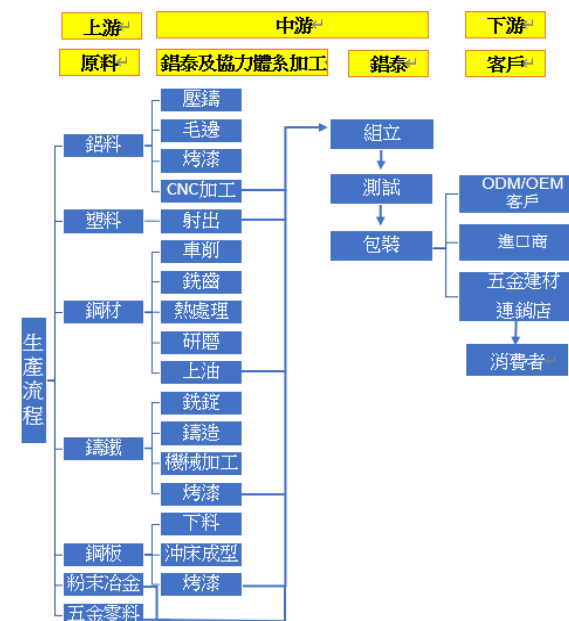 上游
中游
下游
原料
錩泰及協力體系加工
錩泰
客戶
生產流程
鋁料
壓鑄
毛邊
烤漆
CNC加工
塑料
射出
鋼材
車削
銑齒
熱處理
研磨
上油
鑄鐵
銑錠
鑄造
機械加工
烤漆
鋼板
下料
沖床成型
烤漆
粉末冶金
五金零料
組立
測試
包裝
ODM/OEM
客戶
進口商
五金建材
連銷店
消費者